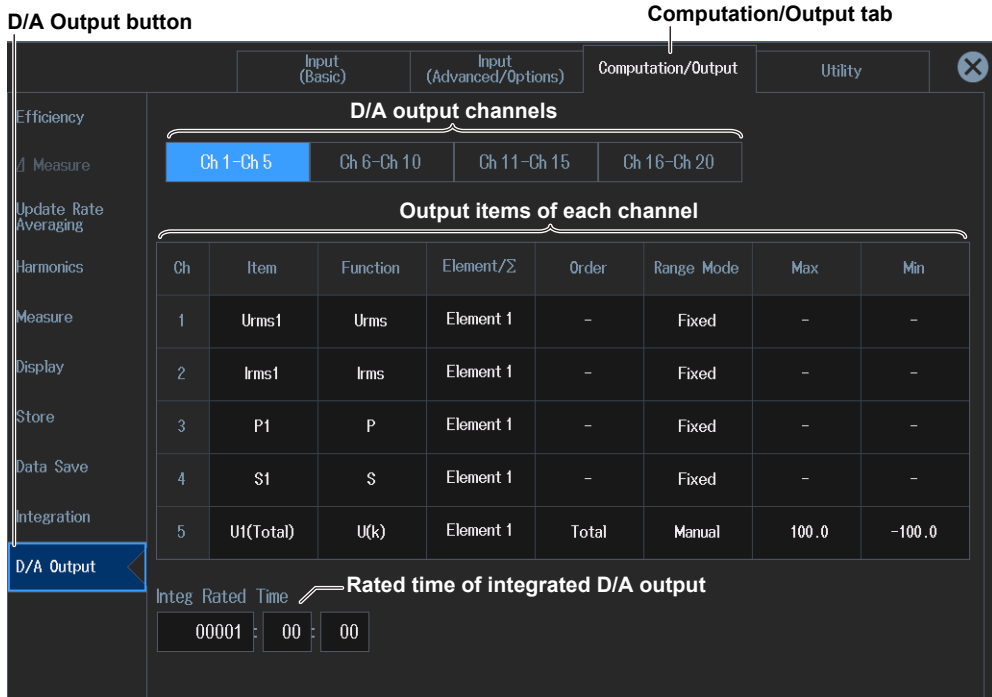 D/A Output button
Computation/Output tab
Input
(Basic)
Input
(Advanced/Options)
Computation/Output
Utility
Efficiency
Δ Measure
Update Rate
Averaging
Harmonics
Measure
Display
Store
Data Save
Integration
D/A Output
D/A output channels
Ch 1-Ch 5 Ch 6-Ch 10 Ch 11-Ch 15 Ch 16-Ch 20
Output items of each channel
Ch Item Function Element/Σ Order Range Mode Max Min
1 Urms1 Urms Element 1 - Fixed - -
2 Irms1 Irms Element 1 - Fixed - -
3 P1 P Element 1 - Fixed - -
4 S1 S Element 1 - Fixed - -
5 U1(Total) U(k) Element 1 Total Manual 100.0 -100.0
Integ Rated Time
Rated time of integrated D/A output
00001 : 00 : 00